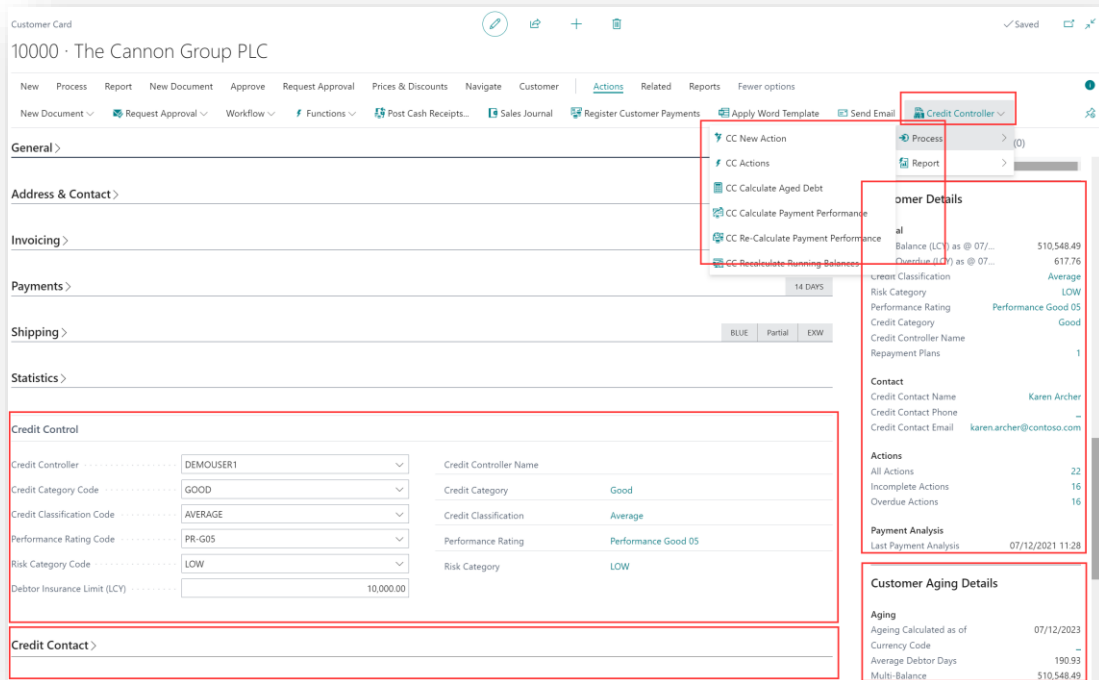 Customer Card
Saved
10000 · The Cannon Group PLC
New Process Report New Document Approve Request Approval Prices & Discounts Navigate Customer Actions Related Reports Fewer options
New Document Request Approval Workflow Functions Post Cash Receipts... Sales Journal Register Customer Payments Apply Word Template Send Email Credit Controller
CC New Action
CC Actions
CC Calculate Aged Debt
CC Calculate Payment Performance
CC Re-Calculate Payment Performance
CC Recalculate Running Balances
Process
Report
(0)
General
Address & Contact
Invoicing
Payments
14 DAYS
Shipping
BLUE Partial EXW
Statistics
Credit Control
Credit Controller DEMOUSER1
Credit Category Code GOOD
Credit Classification Code AVERAGE
Performance Rating Code PR-G05
Risk Category Code LOW
Debtor Insurance Limit (LCY) 10,000.00
Credit Controller Name
Credit Category Good
Credit Classification Average
Performance Rating Performance Good 05
Risk Category LOW
Credit Contact
omer Details
al
Balance (LCY) as @ 07/... 510,548.49
Overdue (LCY) as @ 07... 617.76
Credit Classification Average
Risk Category LOW
Performance Rating Performance Good 05
Credit Category Good
Credit Controller Name
Repayment Plans 1
Contact
Credit Contact Name Karen Archer
Credit Contact Phone _
Credit Contact Email karen.archer@contoso.com
Actions
All Actions 22
Incomplete Actions 16
Overdue Actions 16
Payment Analysis
Last Payment Analysis 07/12/2021 11:28
Customer Aging Details
Aging
Ageing Calculated as of 07/12/2023
Currency Code _
Average Debtor Days 190.93
Multi-Balance 510,548.49